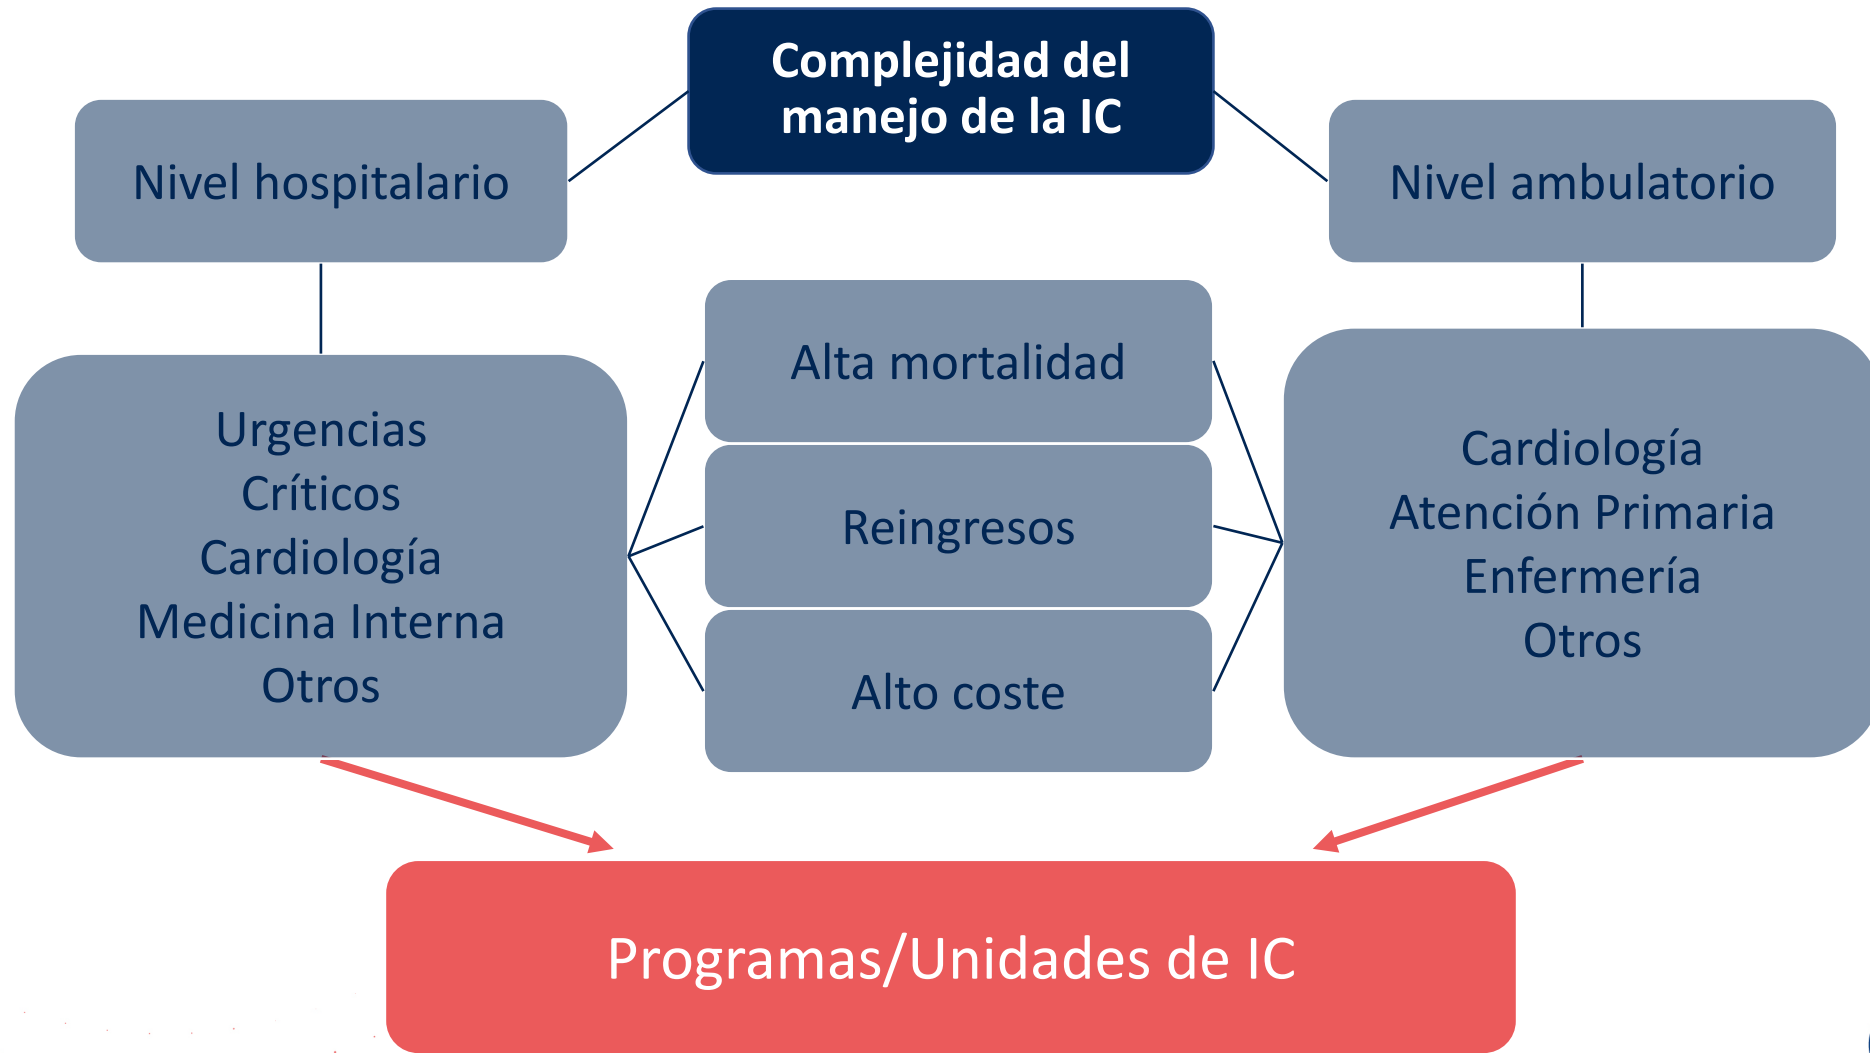 Complejidad del
manejo de la IC
Nivel hospitalario
Nivel ambulatorio
Urgencias
Críticos
Cardiología
Medicina Interna
Otros
Alta mortalidad
Reingresos
Alto coste
Cardiología
Atención Primaria
Enfermería
Otros
Programas/Unidades de IC